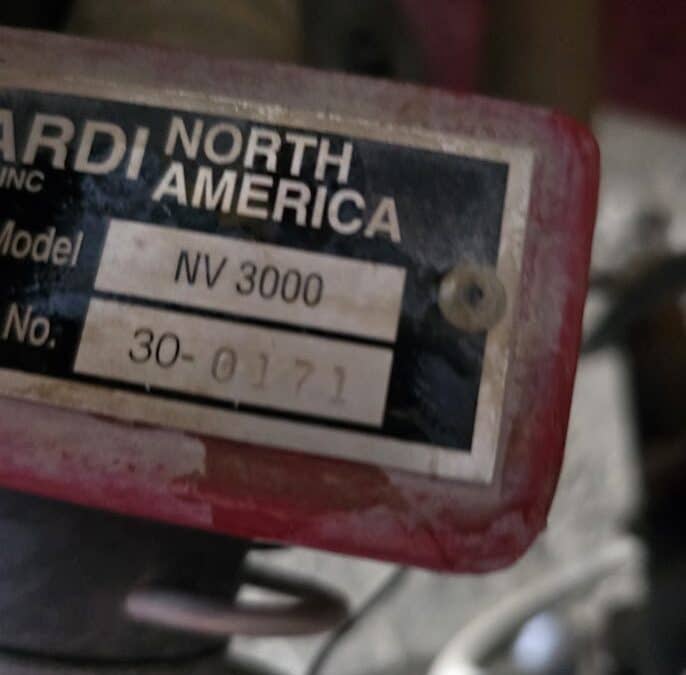 ARDI NORTH
INC AMERICA
Model NV 3000
No. 30-0171